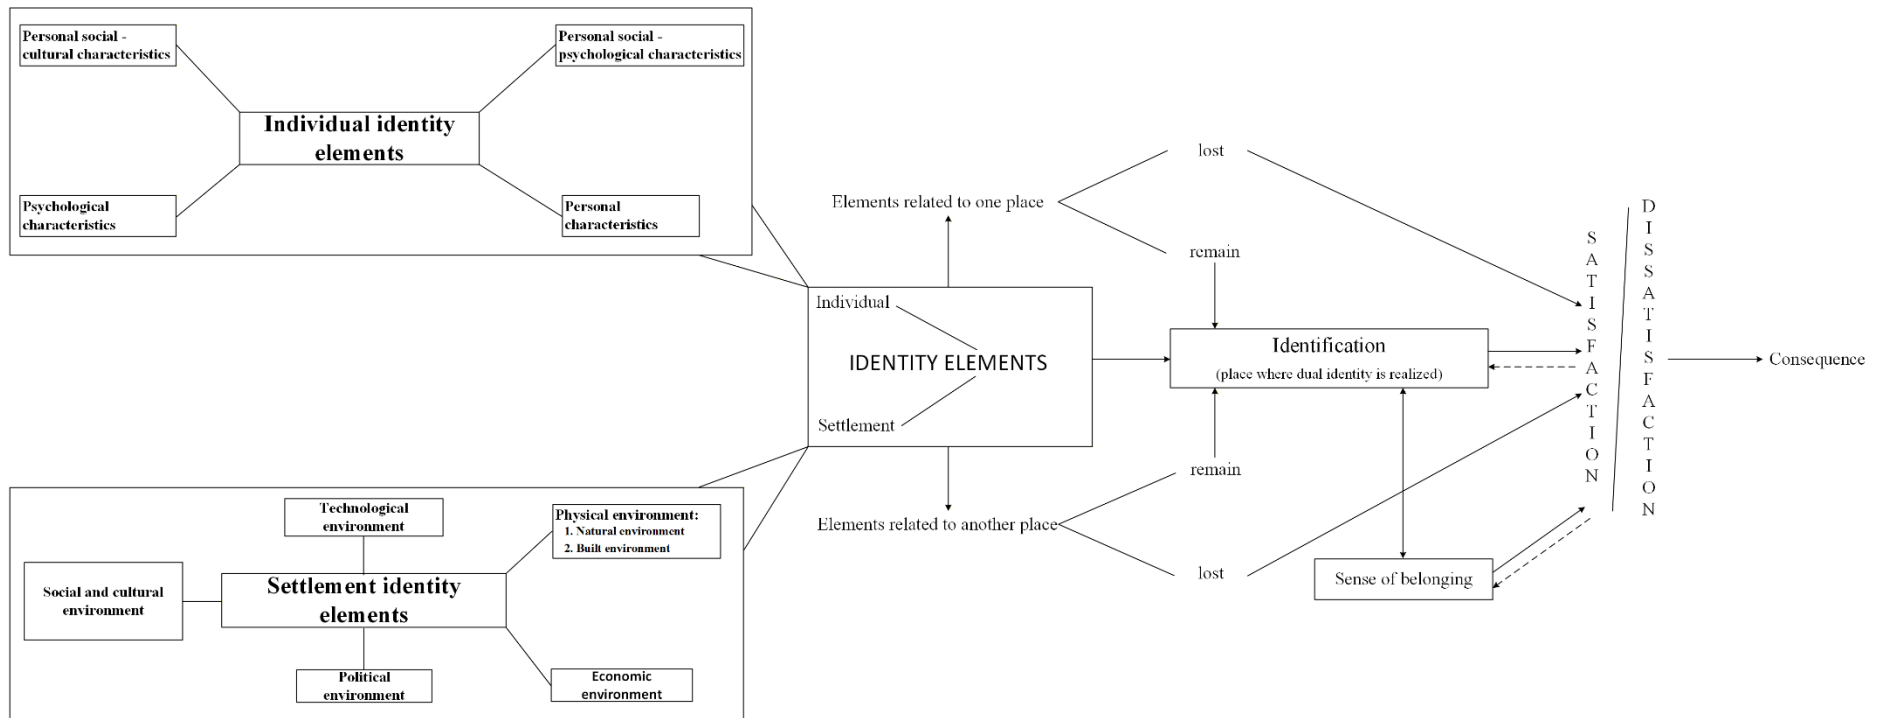 Personal social -
cultural characteristics
Personal social -
psychological characteristics
Individual identity
elements
Psychological
characteristics
Personal
characteristics
Technological
environment
Physical environment:
1. Natural environment
2. Built environment
Social and cultural
environment
Settlement identity
elements
Political
environment
Economic
environment
Individual
IDENTITY ELEMENTS
Settlement
Elements related to one place
lost
remain
Identification
(place where dual identity is realized)
remain
Elements related to another place
lost
Sense of belonging
SATISFACTION
DISSATISFACTION
Consequence